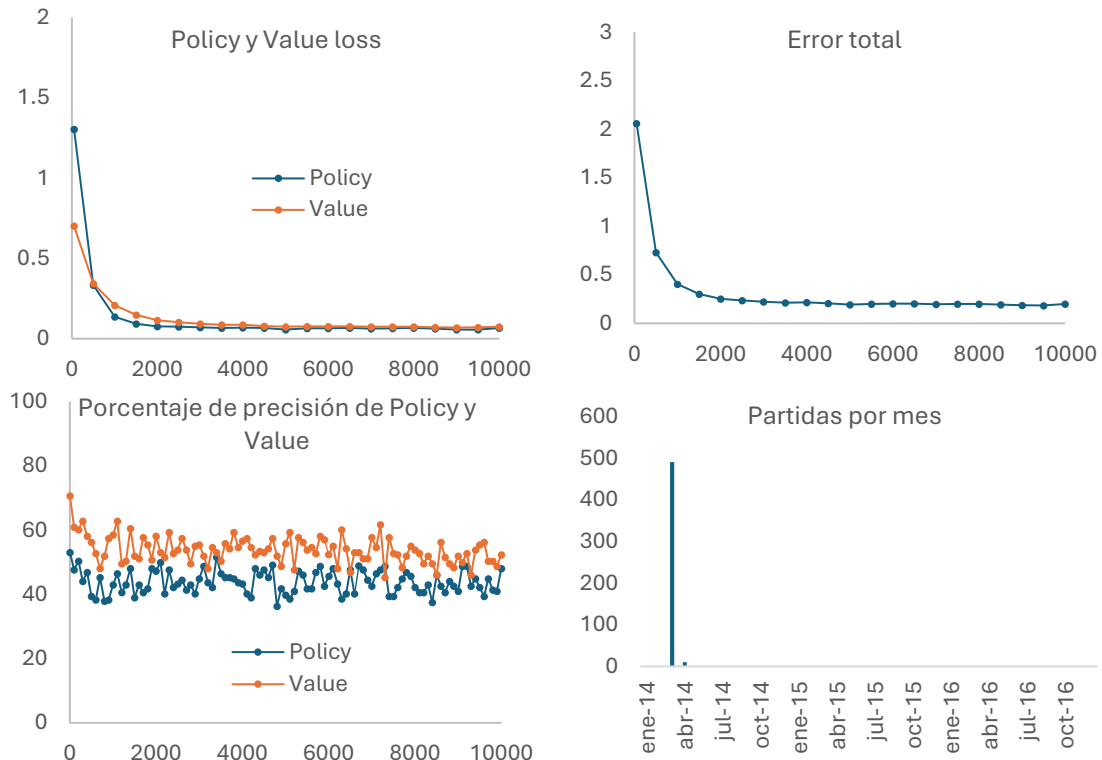 Policy y Value loss
2
1.5
1
0.5
0
Policy
Value
0 2000 4000 6000 8000 10000
Error total
3
2.5
2
1.5
1
0.5
0
0 2000 4000 6000 8000 10000
Porcentaje de precisión de Policy y
Value
100
80
60
40
20
0
Policy
Value
0 2000 4000 6000 8000 10000
Partidas por mes
600
500
400
300
200
100
0
ene-14
abr-14
jul-14
oct-14
ene-15
abr-15
jul-15
oct-15
ene-16
abr-16
jul-16
oct-16